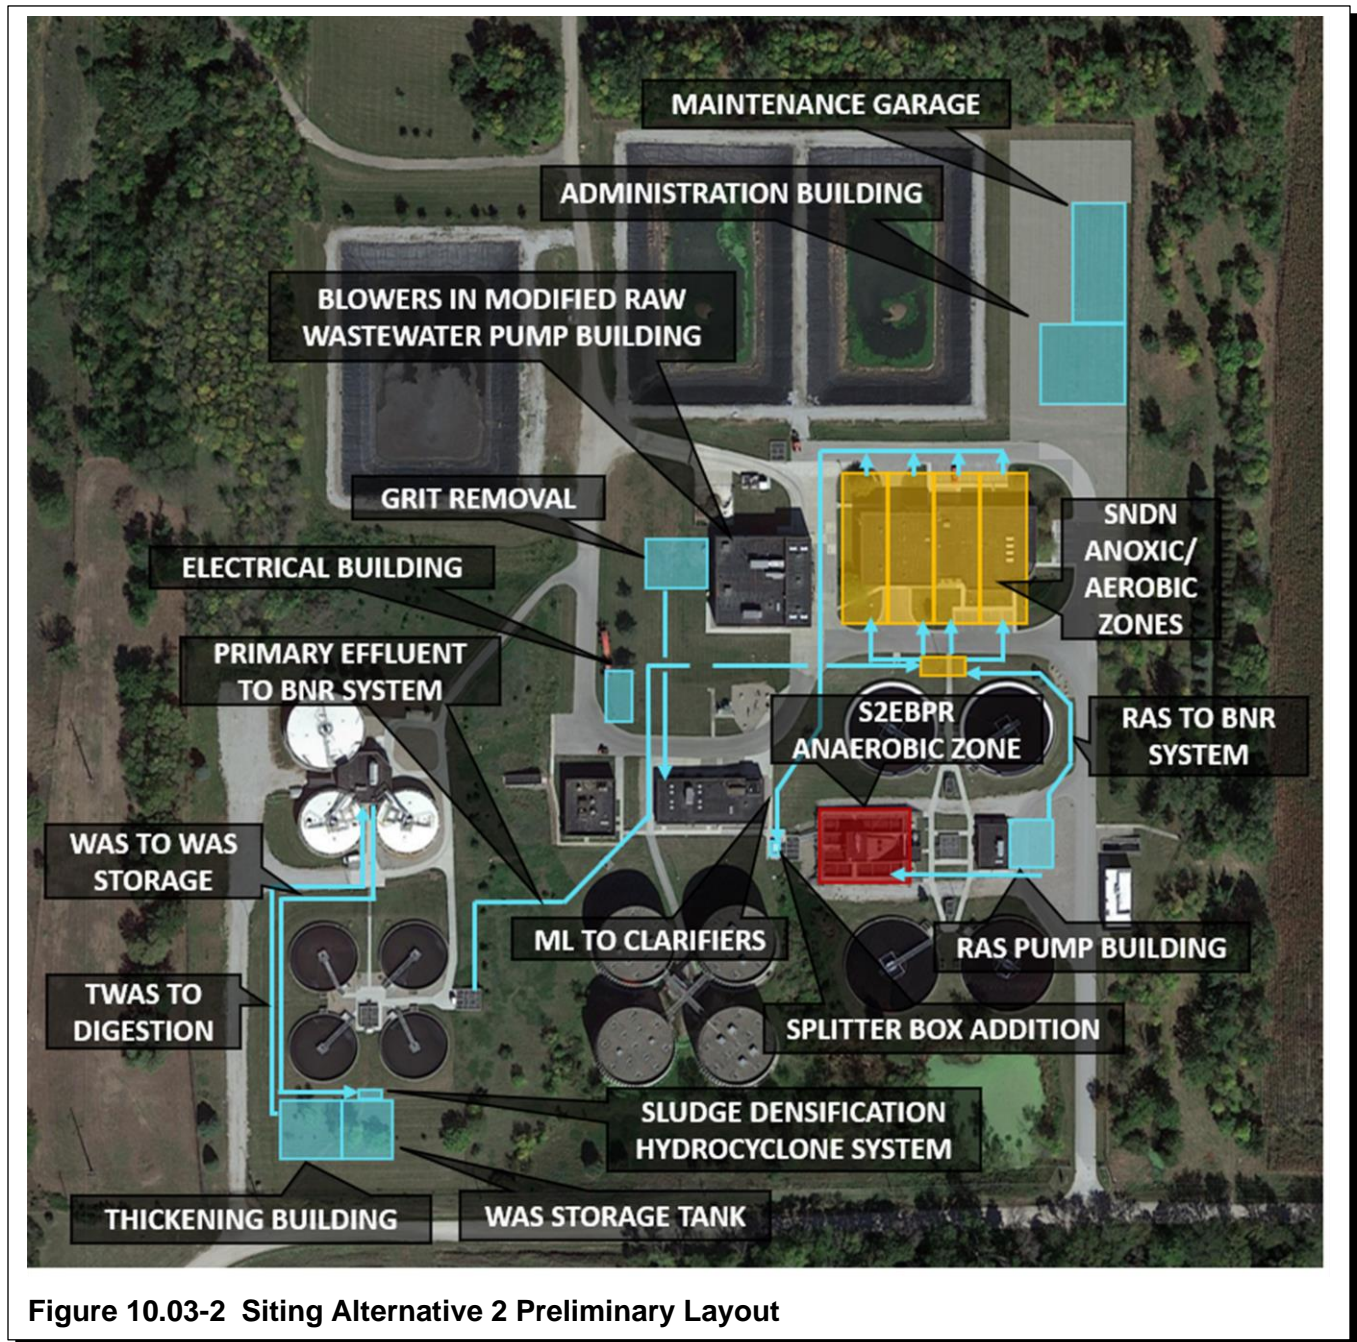 MAINTENANCE GARAGE
ADMINISTRATION BUILDING
BLOWERS IN MODIFIED RAW
WASTEWATER PUMP BUILDING
GRIT REMOVAL
SNDN
ANOXIC/
AEROBIC
ZONES
ELECTRICAL BUILDING
PRIMARY EFFLUENT
TO BNR SYSTEM
S2EBPR
ANAEROBIC ZONE
RAS TO BNR
SYSTEM
WAS TO WAS
STORAGE
ML TO CLARIFIERS
RAS PUMP BUILDING
TWAS TO
DIGESTION
SPLITTER BOX ADDITION
SLUDGE DENSIFICATION
HYDROCYCLONE SYSTEM
THICKENING BUILDING
WAS STORAGE TANK
Figure 10.03-2 Siting Alternative 2 Preliminary Layout